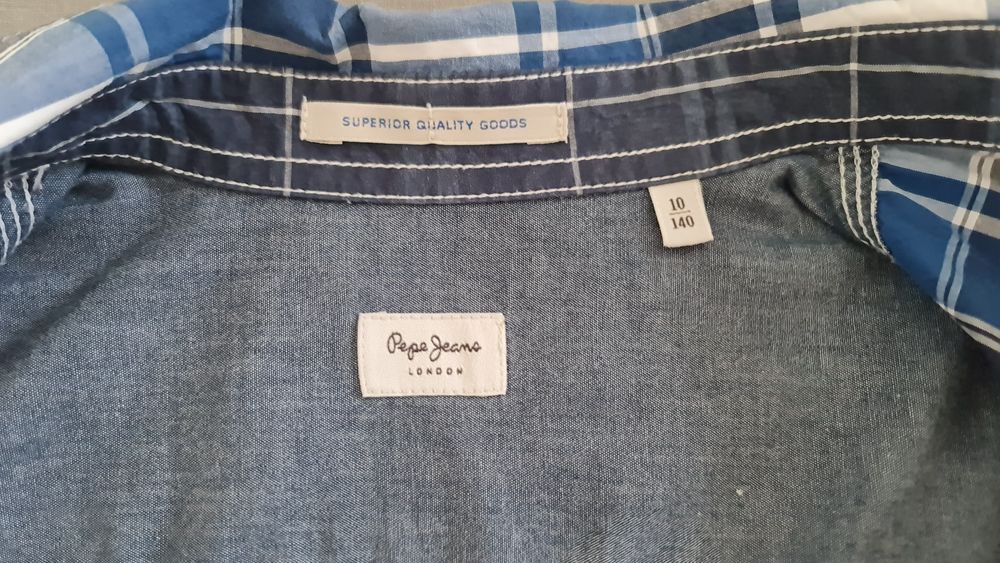 SUPERIOR QUALITY GOODS
10
140
Pepe Jeans
LONDON